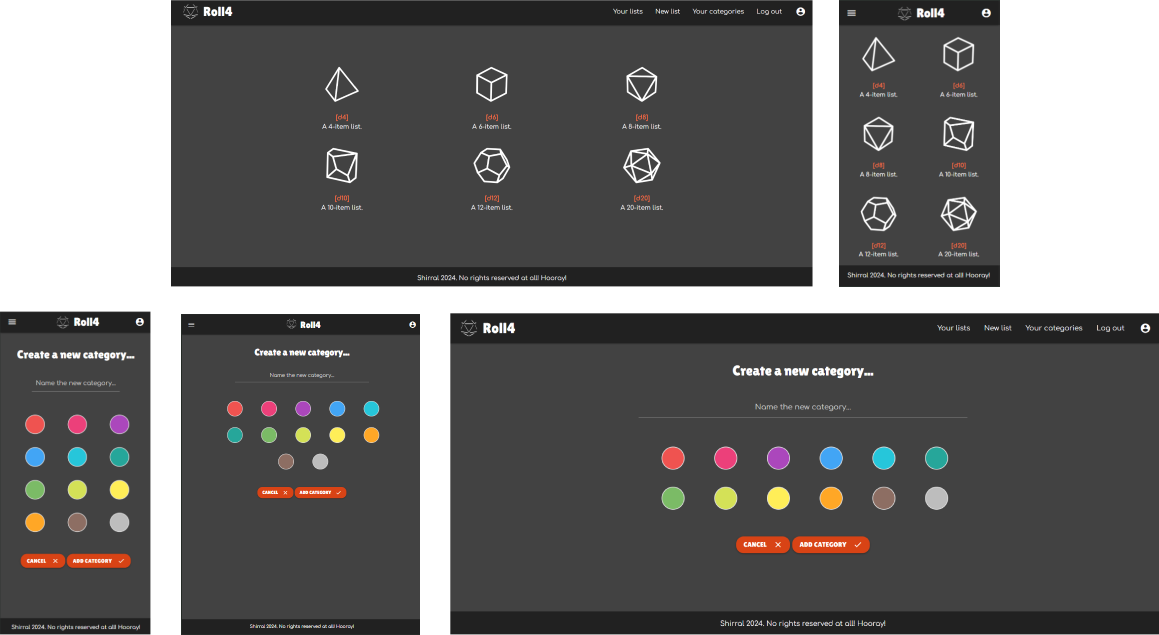 Roll4
Your lists New list Your categories Log out
[d4]
A 4-item list.
[d6]
A 6-item list.
[d8]
A 8-item list.
[d10]
A 10-item list.
[d12]
A 12-item list.
[d20]
A 20-item list.
Shirral 2024. No rights reserved at all! Hooray!
Roll4
[d4]
A 4-item list.
[d6]
A 6-item list.
[d8]
A 8-item list.
[d10]
A 10-item list.
[d12]
A 12-item list.
[d20]
A 20-item list.
Shirral 2024. No rights reserved at all! Hooray!
Roll4
Create a new category...
Name the new category...
CANCEL
ADD CATEGORY
Shirral 2024. No rights reserved at all! Hooray!
Roll4
Create a new category...
Name the new category...
CANCEL
ADD CATEGORY
Shirral 2024. No rights reserved at all! Hooray!
Roll4
Your lists New list Your categories Log out
Create a new category...
Name the new category...
CANCEL
ADD CATEGORY
Shirral 2024. No rights reserved at all! Hooray!